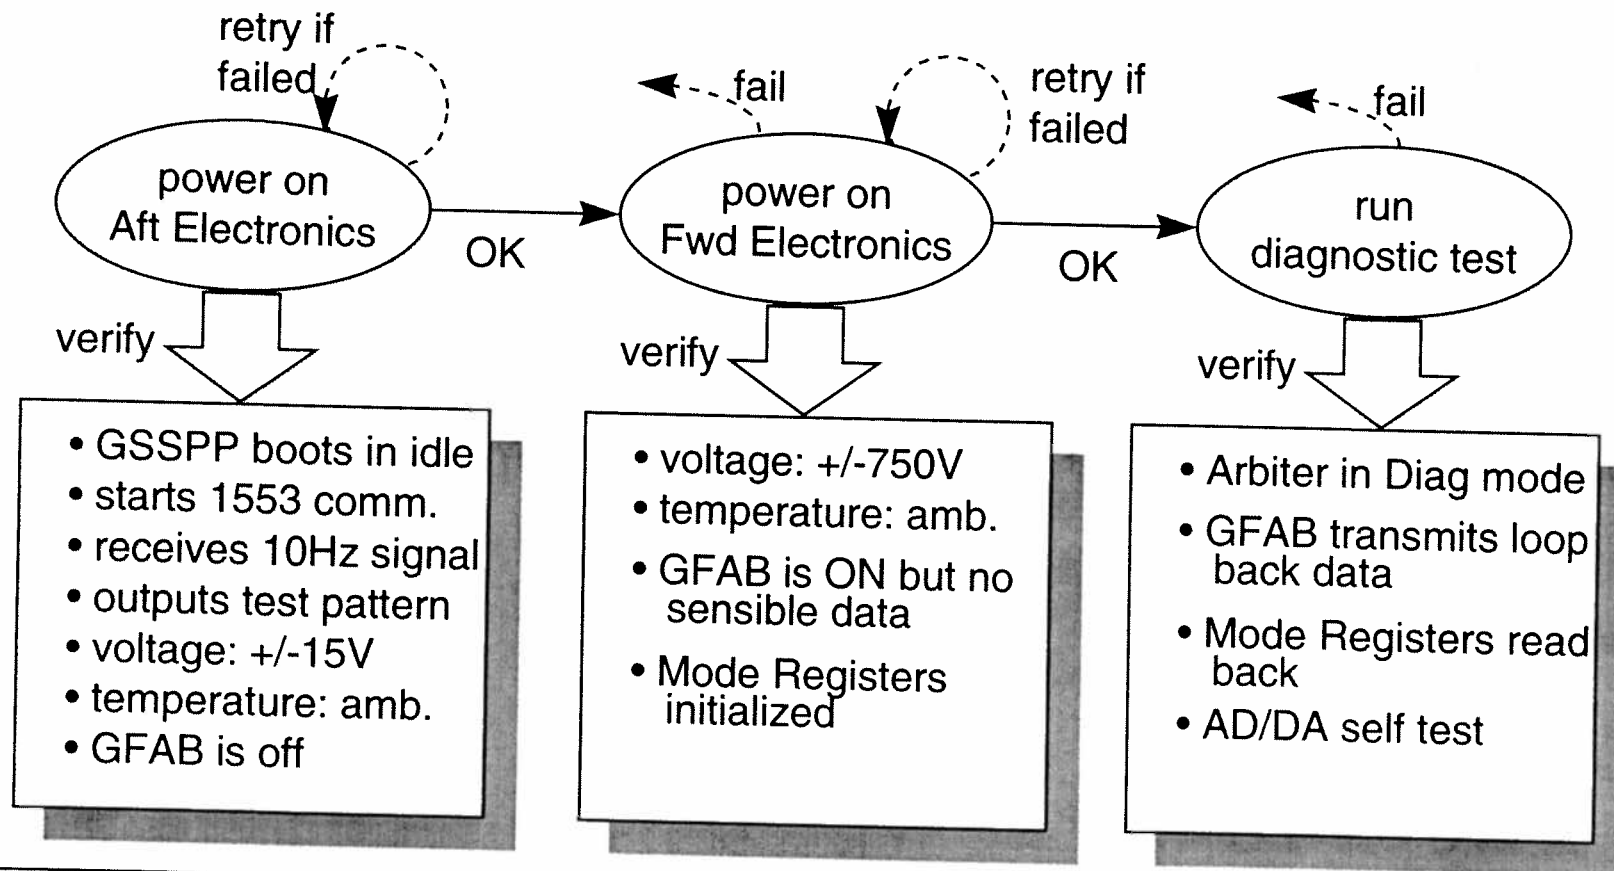 retry if
failed
power on
Aft Electronics
OK
verify
• GSSPP boots in idle
• starts 1553 comm.
• receives 10Hz signal
• outputs test pattern
• voltage: +/-15V
• temperature: amb.
• GFAB is off
fail
retry if
failed
power on
Fwd Electronics
OK
verify
• voltage: +/-750V
• temperature: amb.
• GFAB is ON but no
sensible data
• Mode Registers
initialized
fail
run
diagnostic test
verify
• Arbiter in Diag mode
• GFAB transmits loop
back data
• Mode Registers read
back
• AD/DA self test